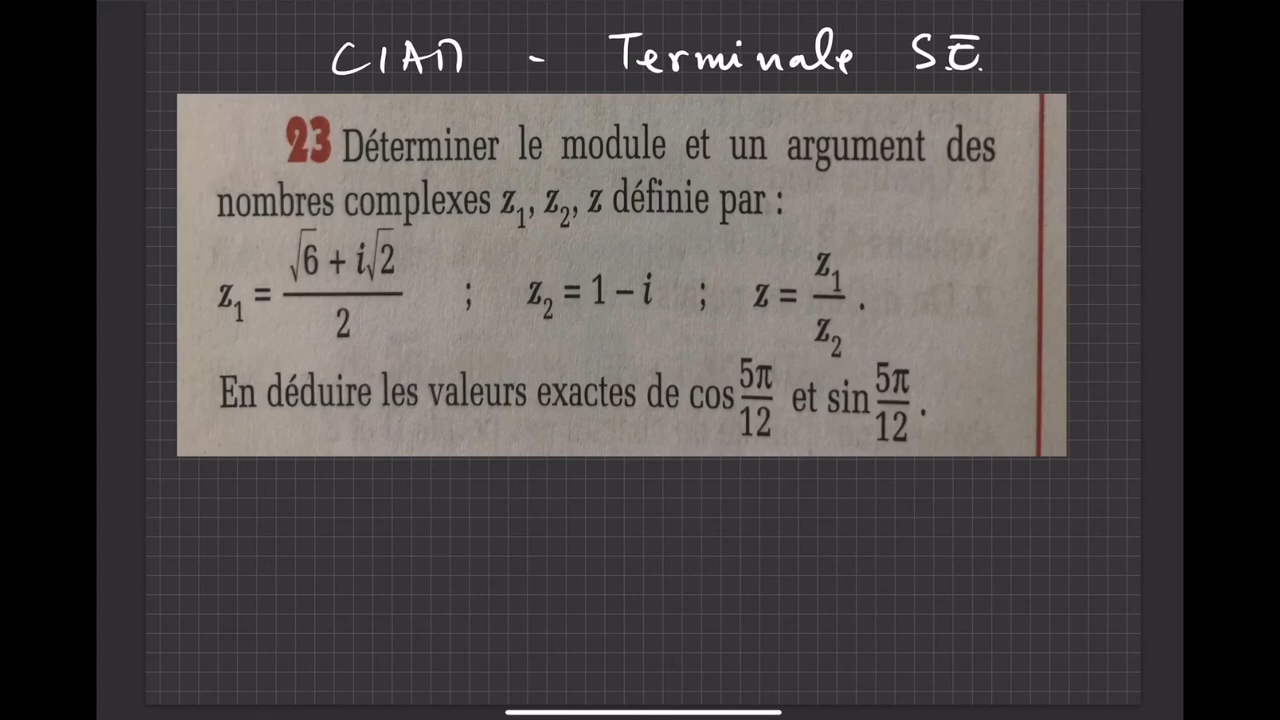 CIAM - Terminale SE
23 Déterminer le module et un argument des
nombres complexes z₁, z₂, z définie par :
z₁ = (√6 + i√2)/2 ; z₂ = 1 – i ; z = z₁/z₂ .
En déduire les valeurs exactes de cos 5π/12 et sin 5π/12 .